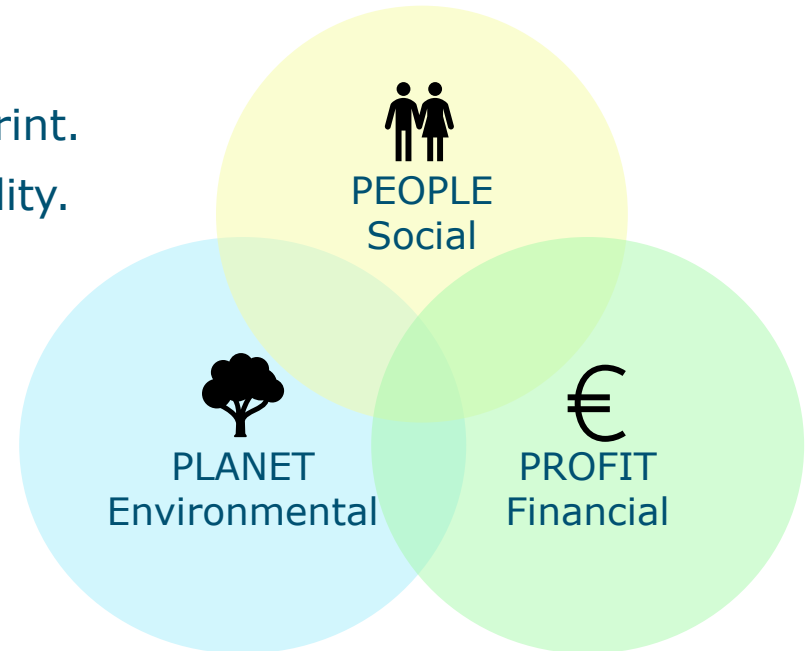 rint.
lity.
PEOPLE
Social
€
PLANET
Environmental
PROFIT
Financial